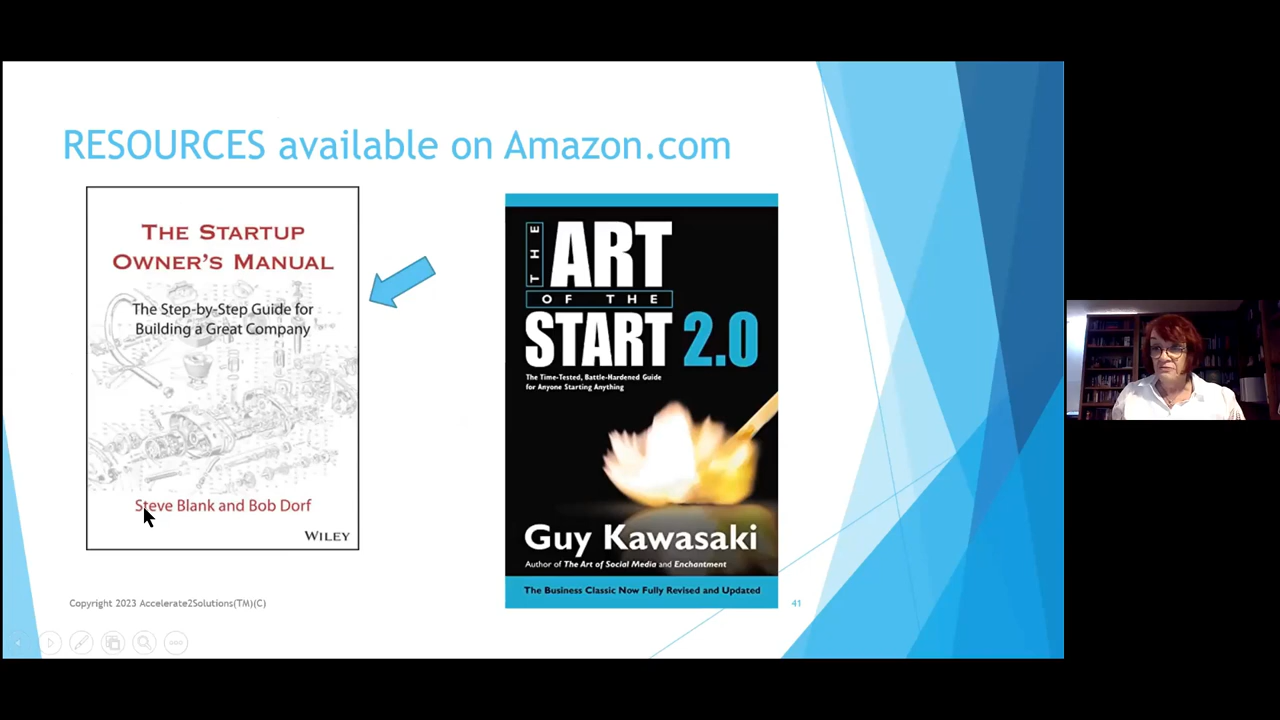 RESOURCES available on Amazon.com
THE STARTUP
OWNER'S MANUAL
The Step-by-Step Guide for
Building a Great Company
Steve Blank and Bob Dorf
WILEY
THE
ART
OF THE
START 2.0
The Time-Tested, Battle-Hardened Guide
for Anyone Starting Anything
Guy Kawasaki
Author of The Art of Social Media and Enchantment
The Business Classic Now Fully Revised and Updated
Copyright 2023 Accelerate2Solutions(TM)(C)
41